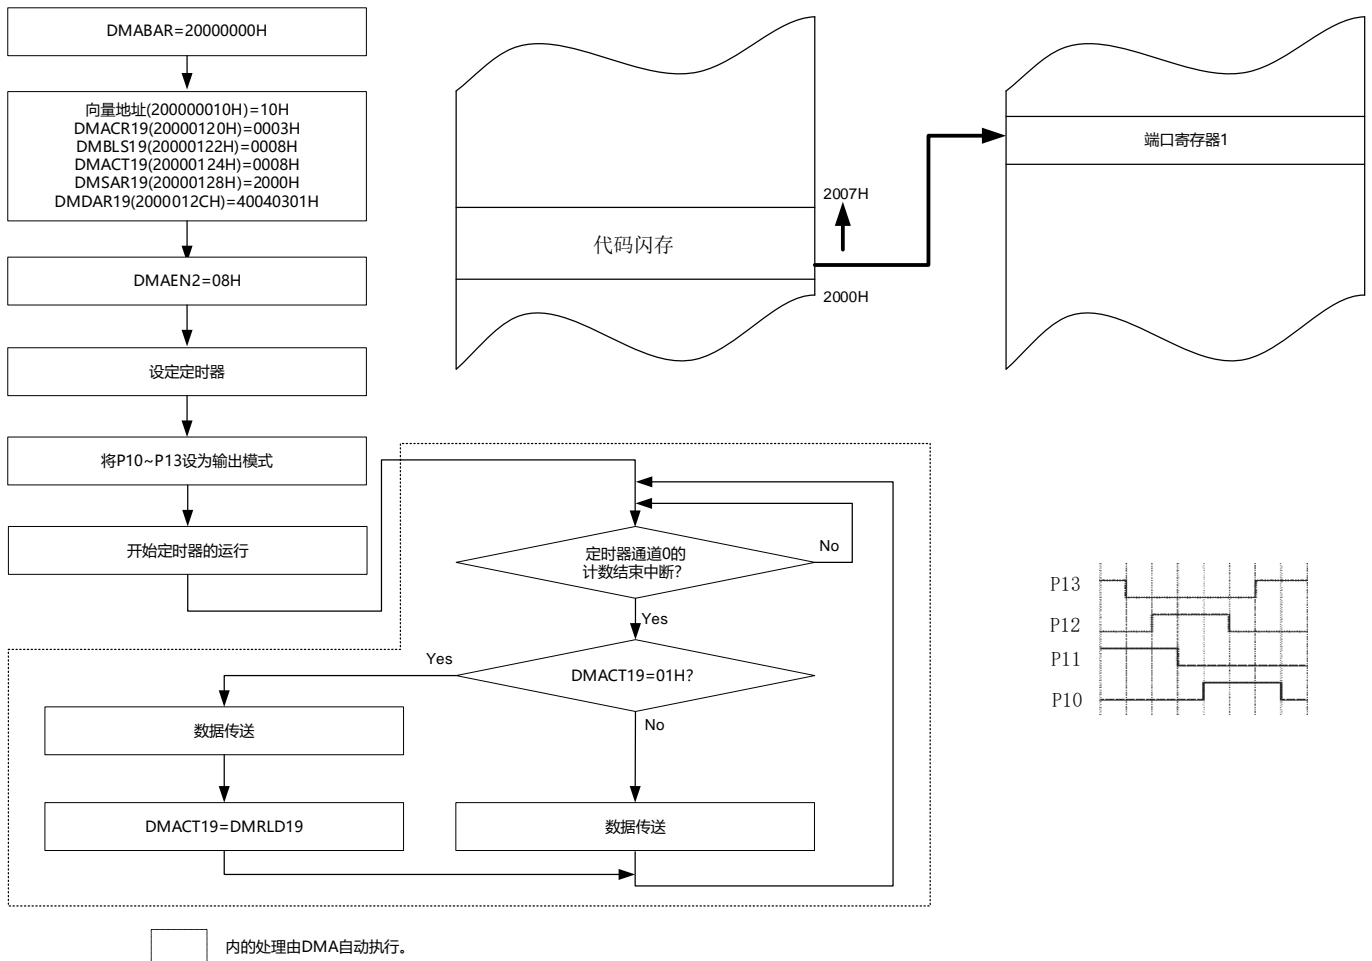 DMABAR=20000000H
向量地址(200000010H)=10H
DMACR19(20000120H)=0003H
DMBLS19(20000122H)=0008H
DMACT19(20000124H)=0008H
DMSAR19(20000128H)=2000H
DMDAR19(2000012CH)=40040301H
DMAEN2=08H
设定定时器
将P10~P13设为输出模式
开始定时器的运行
代码闪存
2007H
2000H
端口寄存器1
定时器通道0的
计数结束中断?
No
Yes
DMACT19=01H?
Yes
No
数据传送
DMACT19=DMRLD19
数据传送
P13
P12
P11
P10
内的处理由DMA自动执行。